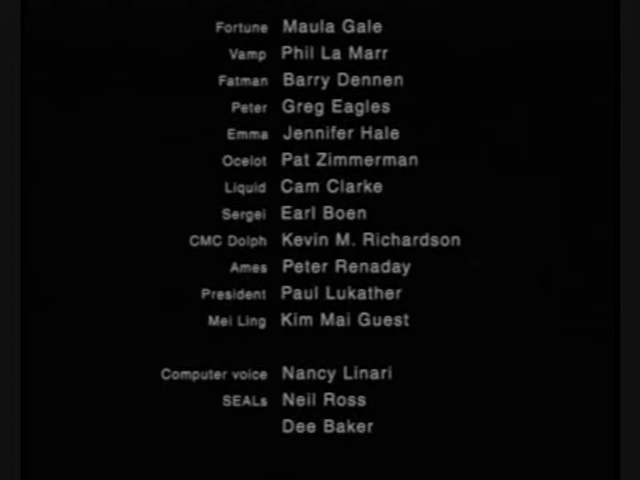 Fortune Maula Gale
Vamp Phil La Marr
Fatman Barry Dennen
Peter Greg Eagles
Emma Jennifer Hale
Ocelot Pat Zimmerman
Liquid Cam Clarke
Sergei Earl Boen
CMC Dolph Kevin M. Richardson
Ames Peter Renaday
President Paul Lukather
Mei Ling Kim Mai Guest
Computer voice Nancy Linari
SEALs Neil Ross
Dee Baker